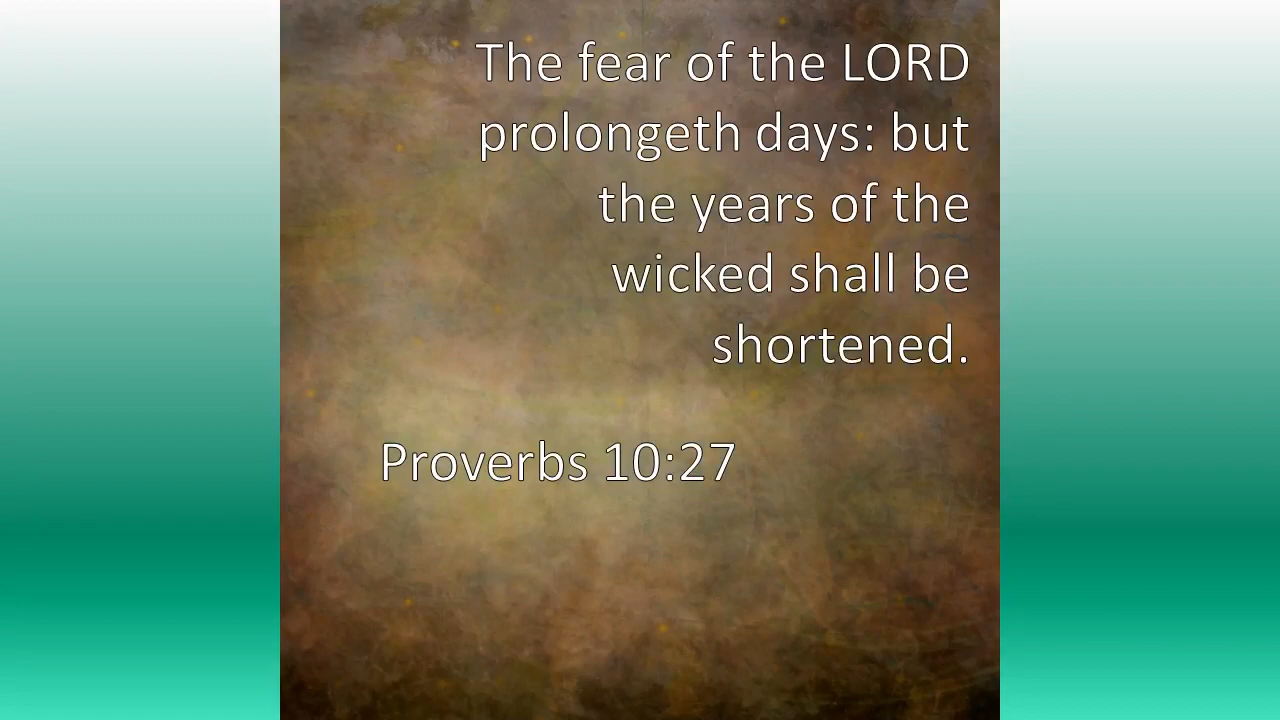 The fear of the LORD
prolongeth days: but
the years of the
wicked shall be
shortened.
Proverbs 10:27